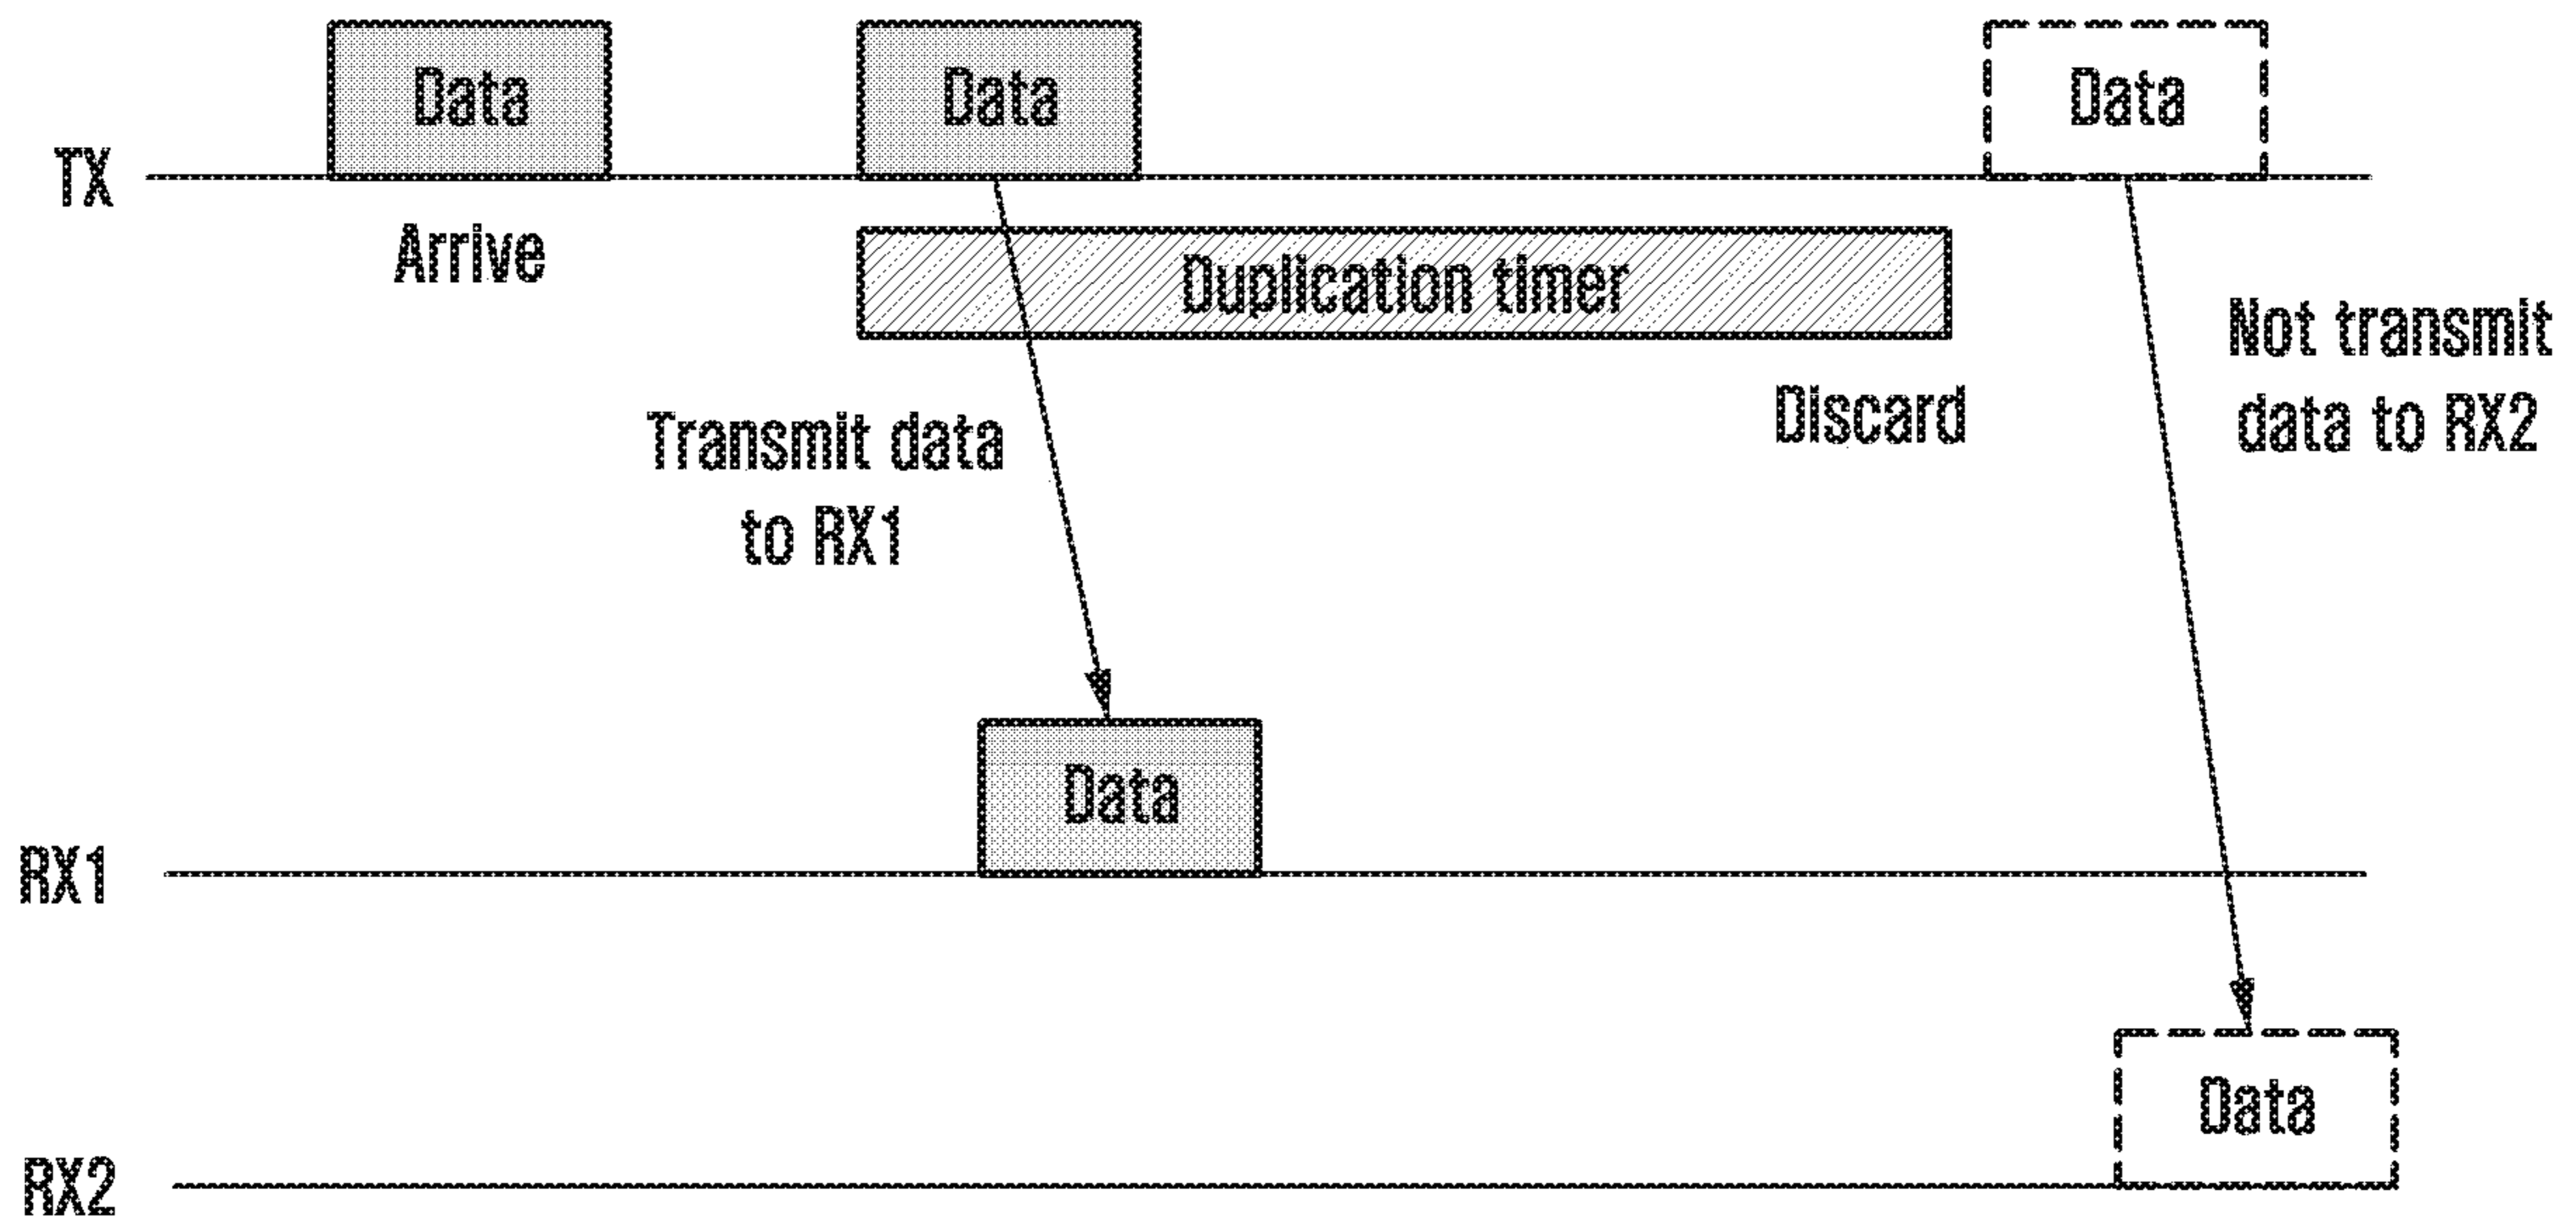 Data
Data
Data
TX
Arrive
Duplication timer
Not transmit
data to RX2
Discard
Transmit data
to RX1
Data
RX1
Data
RX2